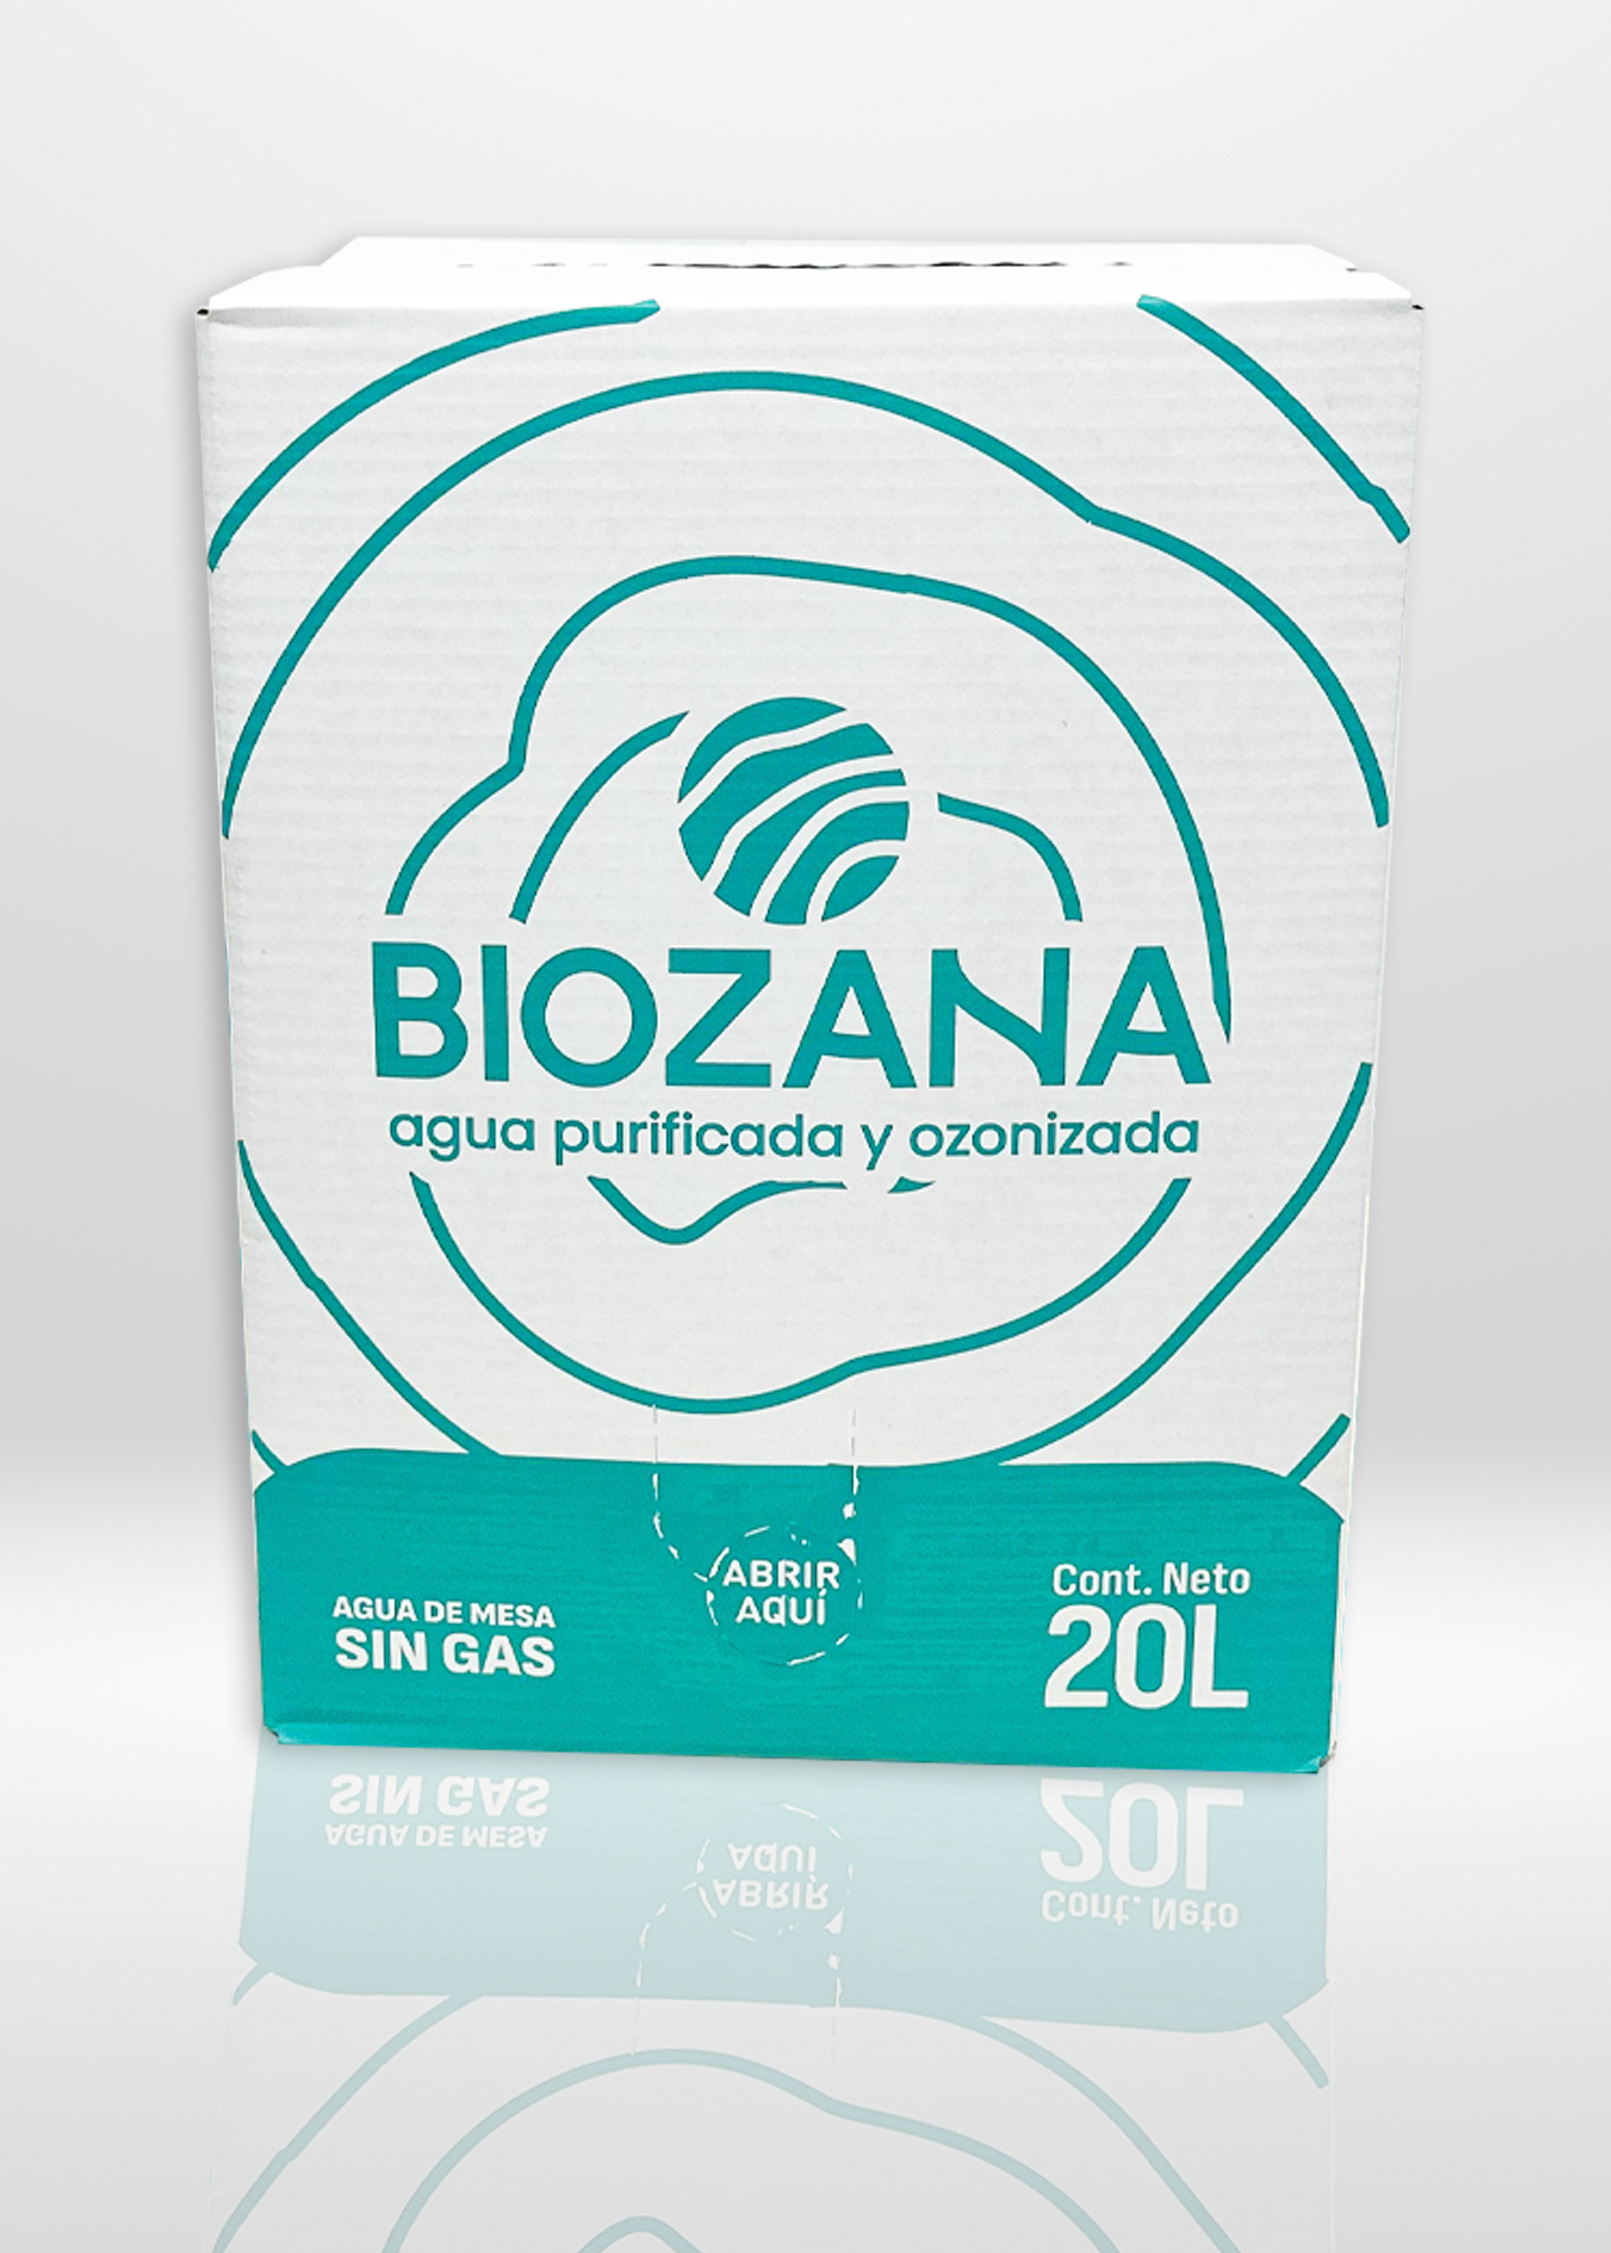 BIOZANA
agua purificada y ozonizada
ABRIR
AQUÍ
AGUA DE MESA
SIN GAS
Cont. Neto
20L